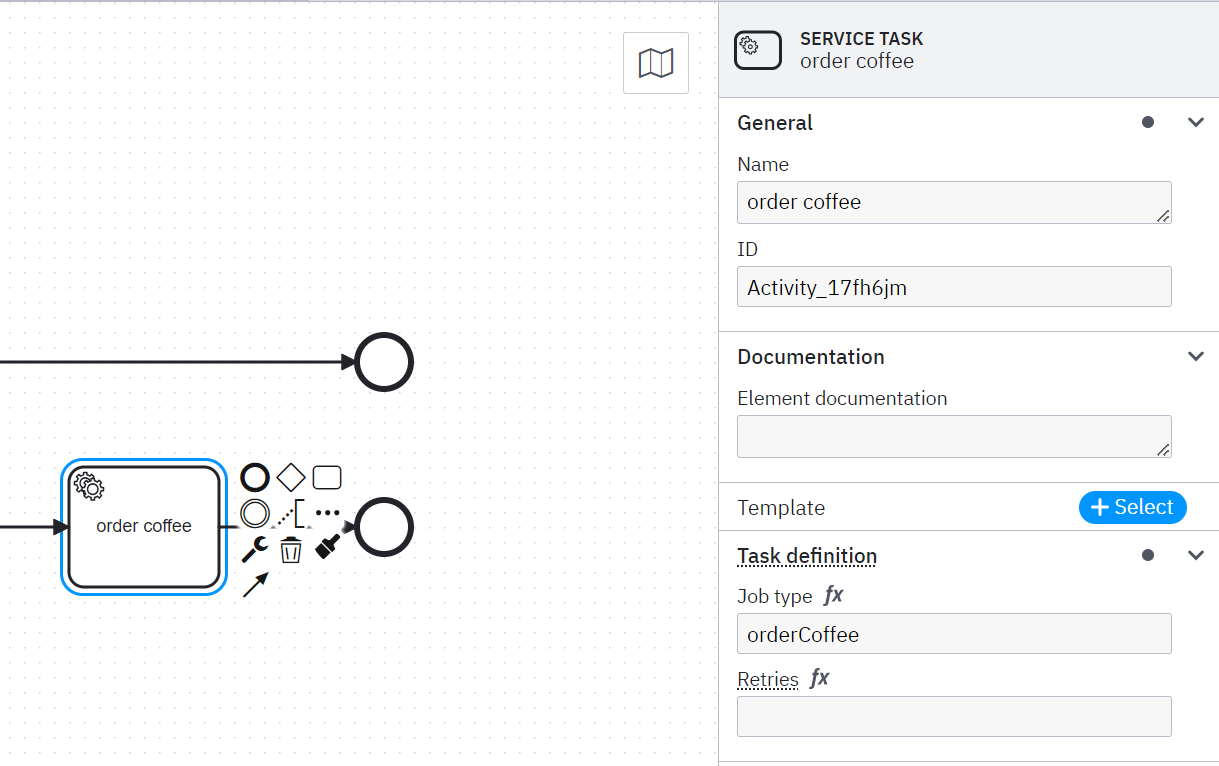 SERVICE TASK
order coffee
General
Name
order coffee
ID
Activity_17fh6jm
Documentation
Element documentation
Template
+ Select
Task definition
Job type fx
orderCoffee
Retries fx
order coffee